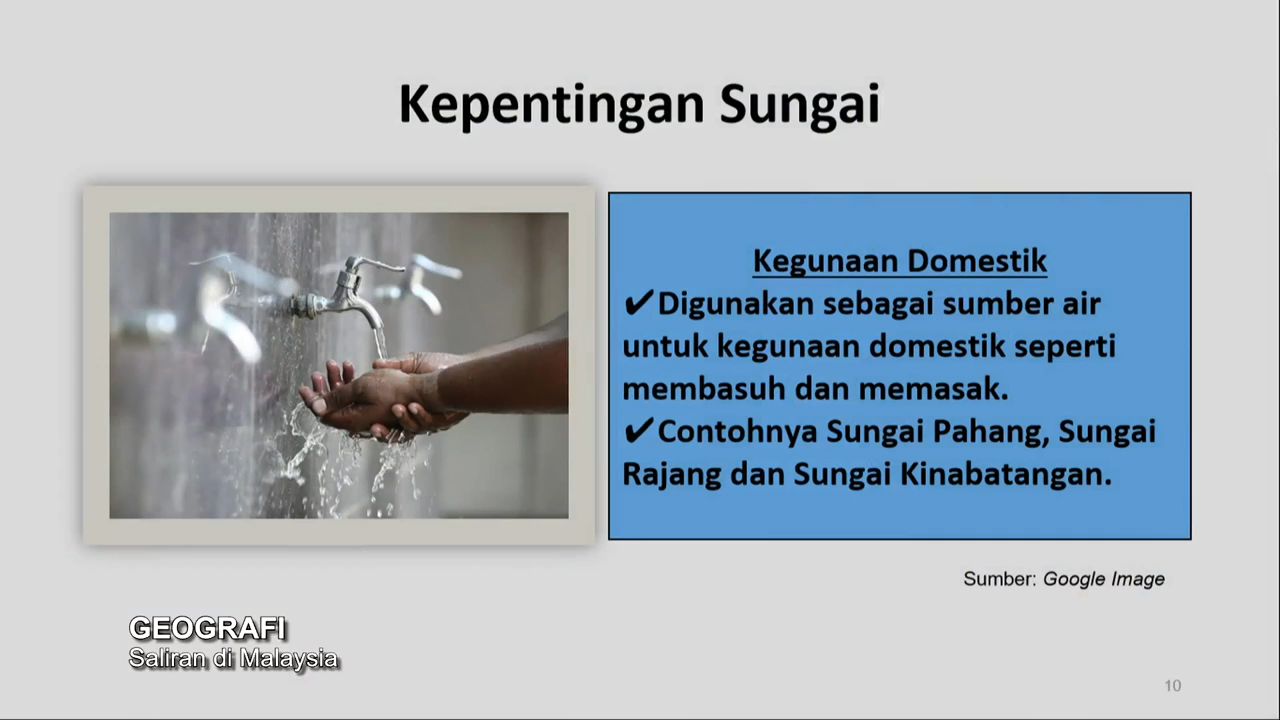 Kepentingan Sungai
Kegunaan Domestik
✔Digunakan sebagai sumber air
untuk kegunaan domestik seperti
membasuh dan memasak.
✔Contohnya Sungai Pahang, Sungai
Rajang dan Sungai Kinabatangan.
Sumber: Google Image
GEOGRAFI
Saliran di Malaysia
10